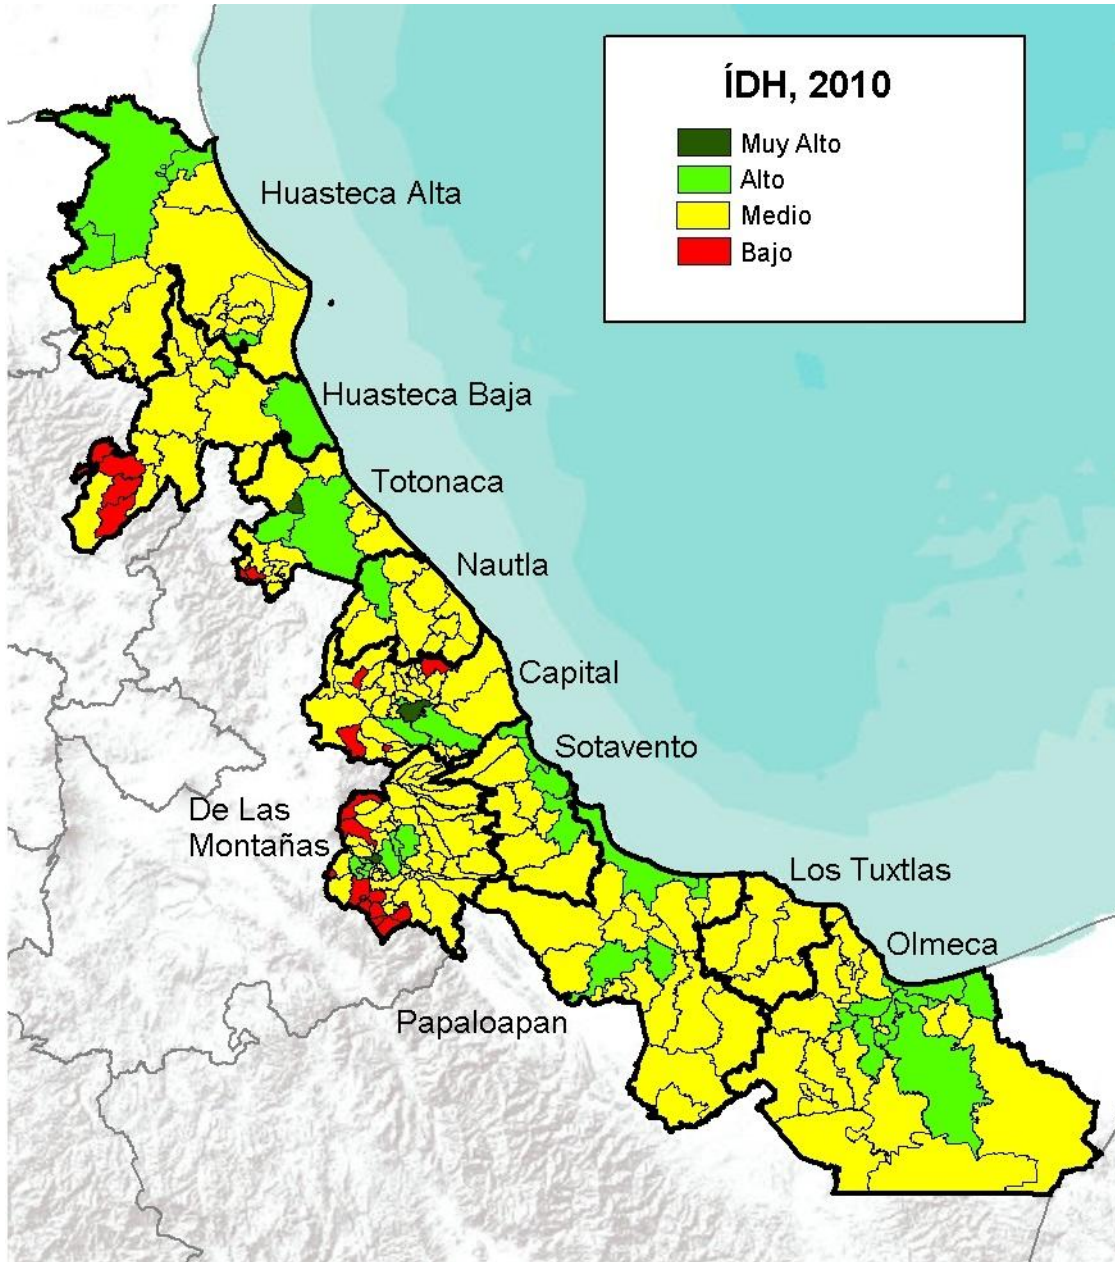 ÍDH, 2010
Muy Alto
Alto
Medio
Bajo
Huasteca Alta
Huasteca Baja
Totonaca
Nautla
Capital
Sotavento
De Las
Montañas
Los Tuxtlas
Olmeca
Papaloapan